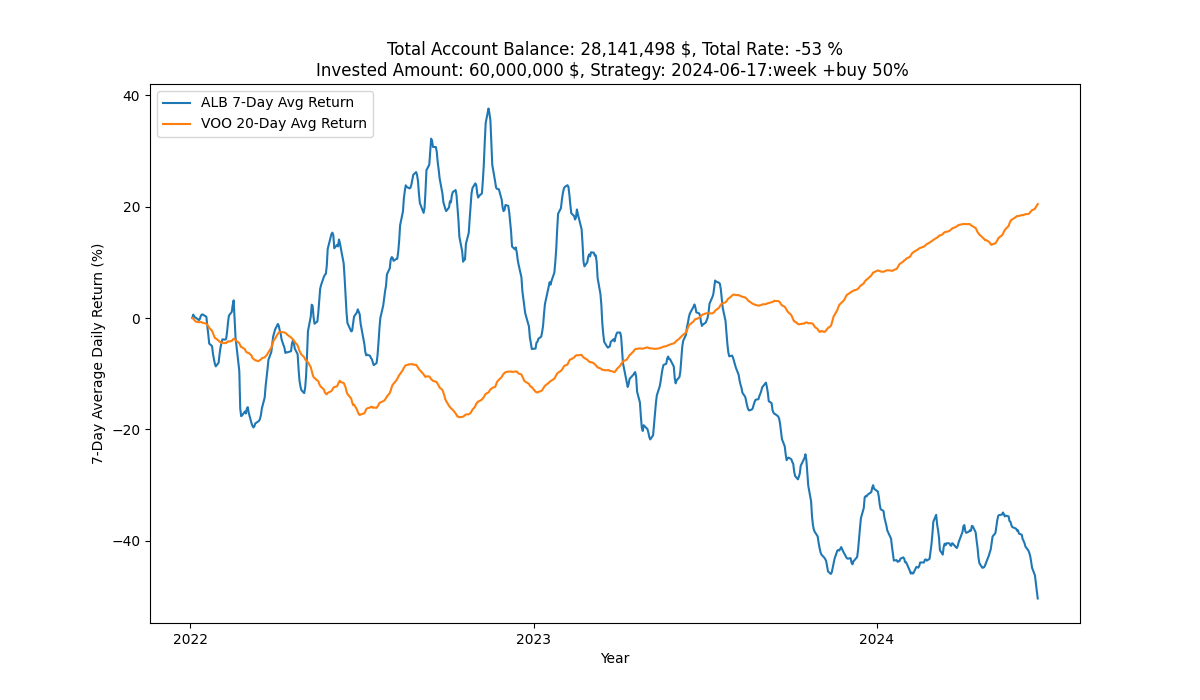 Total Account Balance: 28,141,498 $, Total Rate: -53 %
Invested Amount: 60,000,000 $, Strategy: 2024-06-17:week +buy 50%
ALB 7-Day Avg Return
VOO 20-Day Avg Return
7-Day Average Daily Return (%)
40
20
0
−20
−40
2022
2023
2024
Year